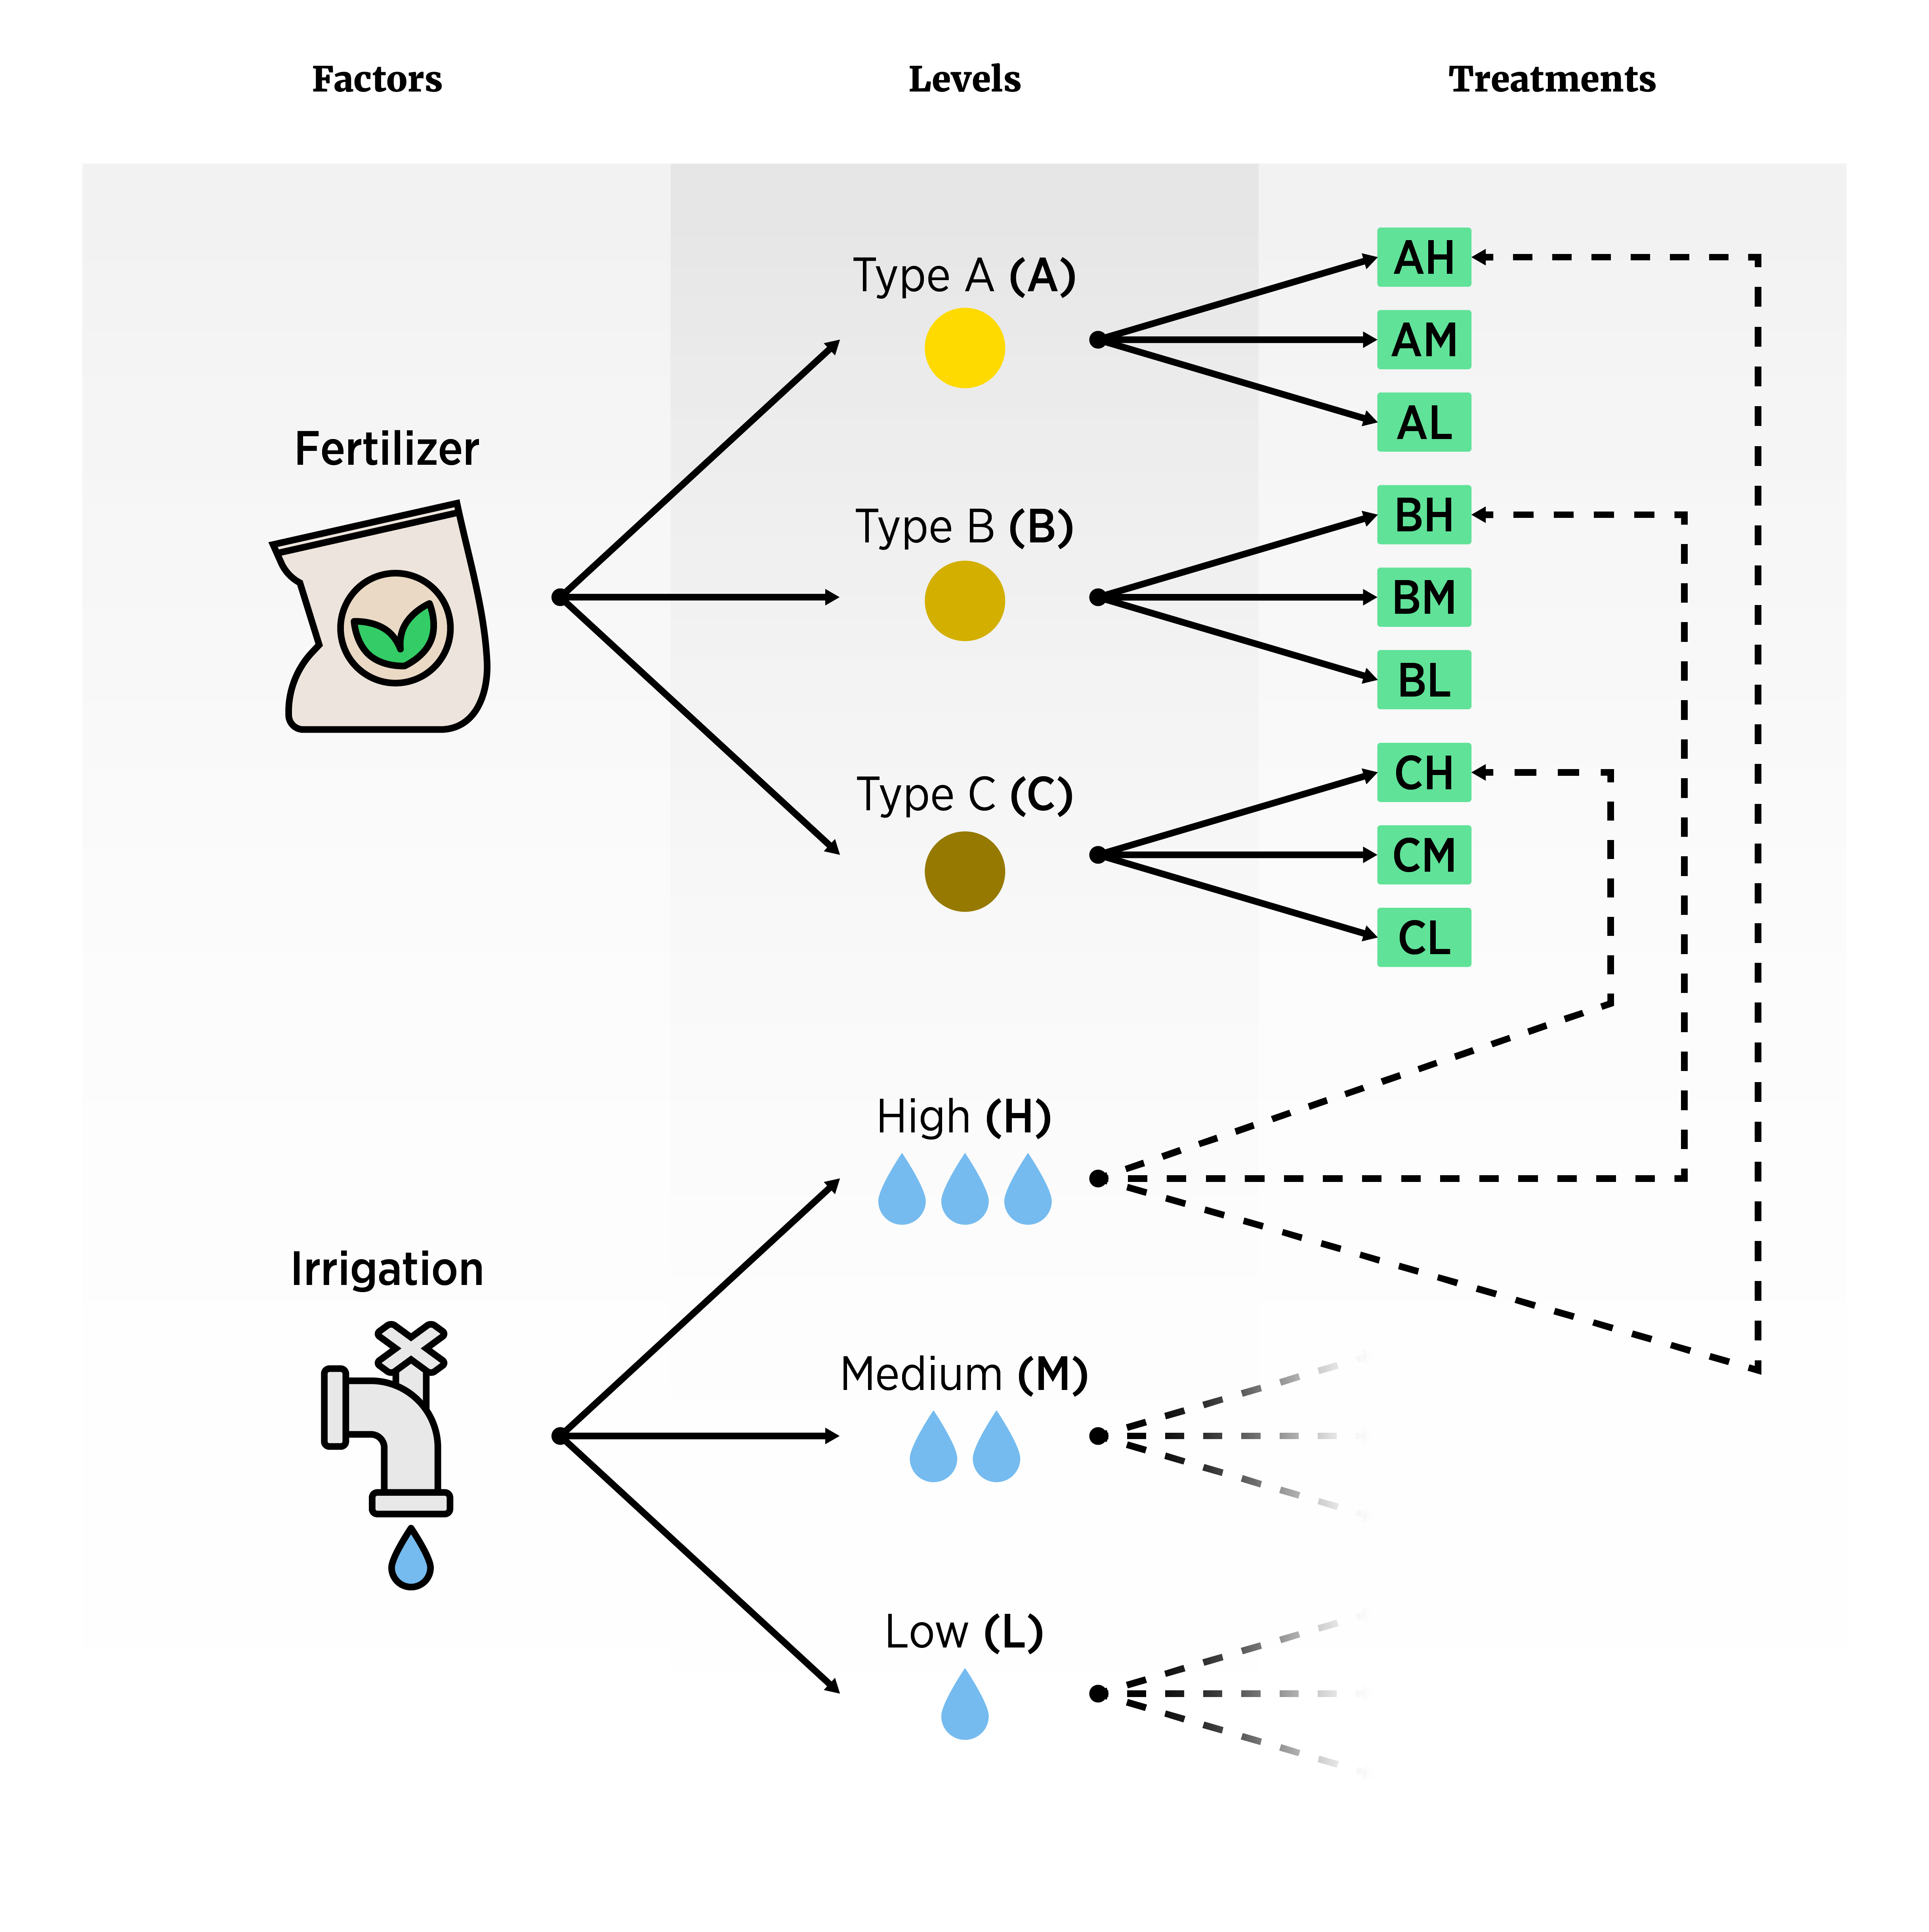 Factors
Levels
Treatments
Fertilizer
Type A (A)
AH
AM
AL
Type B (B)
BH
BM
BL
Type C (C)
CH
CM
CL
Irrigation
High (H)
Medium (M)
Low (L)